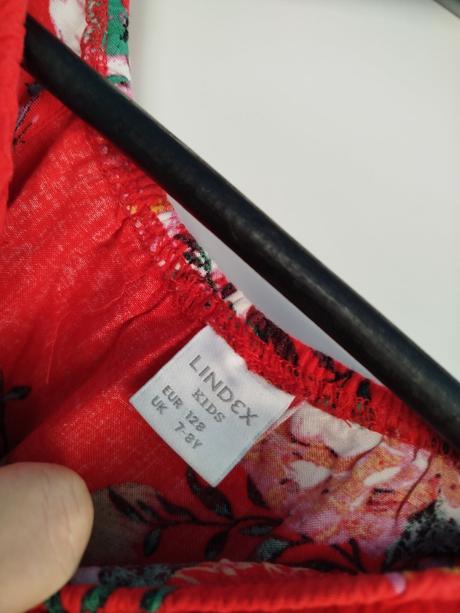 LINDEX
KIDS
EUR 128
UK 7-8Y